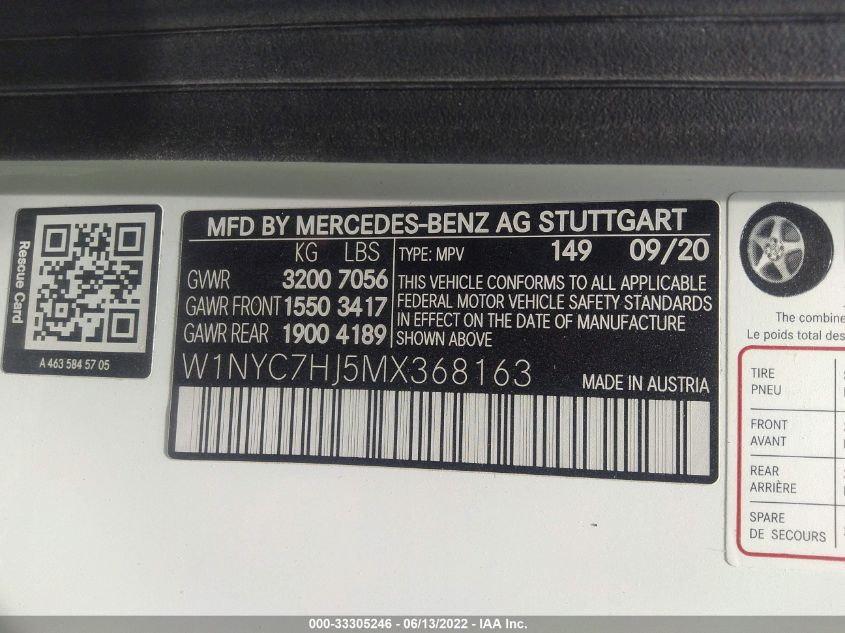 Rescue Card
A 463 584 57 05
MFD BY MERCEDES-BENZ AG STUTTGART
KG LBS
GVWR 3200 7056
GAWR FRONT 1550 3417
GAWR REAR 1900 4189
TYPE: MPV 149 09/20
THIS VEHICLE CONFORMS TO ALL APPLICABLE
FEDERAL MOTOR VEHICLE SAFETY STANDARDS
IN EFFECT ON THE DATE OF MANUFACTURE
SHOWN ABOVE
W1NYC7HJ5MX368163
MADE IN AUSTRIA
The combine
Le poids total des
TIRE
PNEU
FRONT
AVANT
REAR
ARRIÈRE
SPARE
DE SECOURS
000-33305246 - 06/13/2022 - IAA Inc.